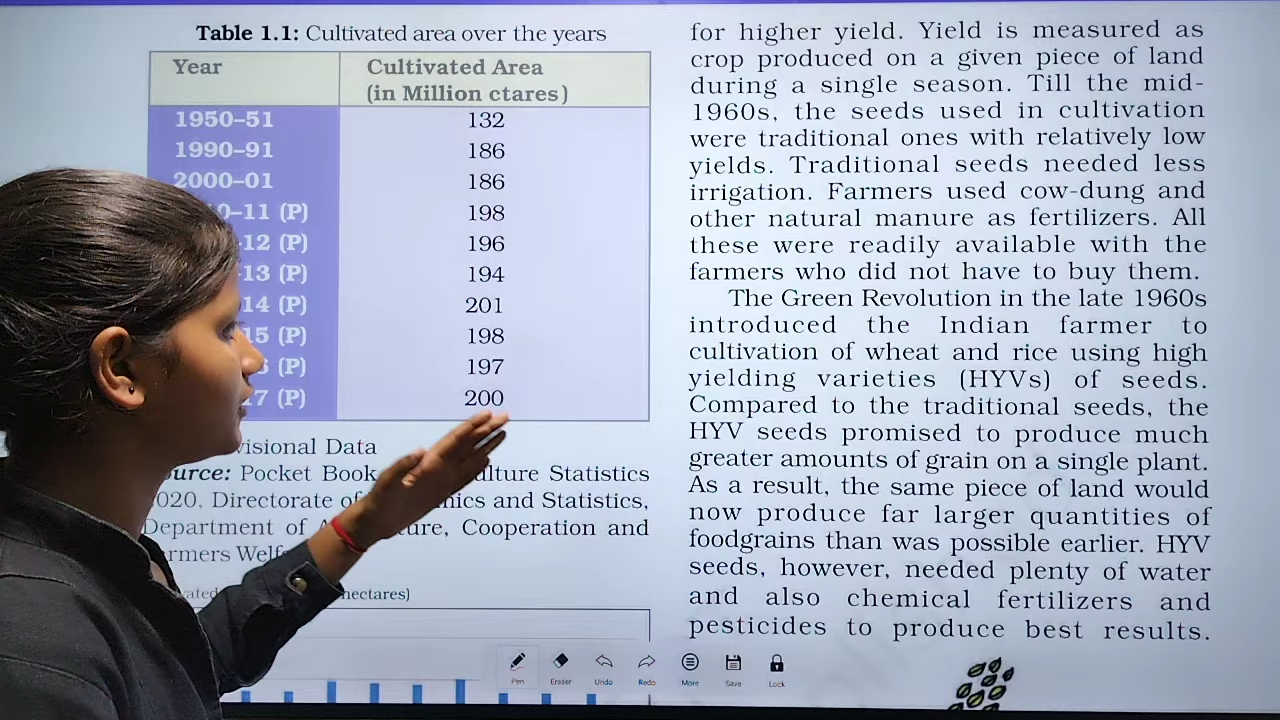 Table 1.1: Cultivated area over the years
Year Cultivated Area
(in Million ctares)
1950–51 132
1990–91 186
2000–01 186
0–11 (P) 198
12 (P) 196
13 (P) 194
14 (P) 201
15 (P) 198
(P) 197
17 (P) 200
visional Data
urce: Pocket Book culture Statistics
2020, Directorate of and Statistics,
Department of Cooperation and
armers
hectares)
for higher yield. Yield is measured as
crop produced on a given piece of land
during a single season. Till the mid-
1960s, the seeds used in cultivation
were traditional ones with relatively low
yields. Traditional seeds needed less
irrigation. Farmers used cow-dung and
other natural manure as fertilizers. All
these were readily available with the
farmers who did not have to buy them.
The Green Revolution in the late 1960s
introduced the Indian farmer to
cultivation of wheat and rice using high
yielding varieties (HYVs) of seeds.
Compared to the traditional seeds, the
HYV seeds promised to produce much
greater amounts of grain on a single plant.
As a result, the same piece of land would
now produce far larger quantities of
foodgrains than was possible earlier. HYV
seeds, however, needed plenty of water
and also chemical fertilizers and
pesticides to produce best results.
Pen Eraser Undo Redo More Save Lock